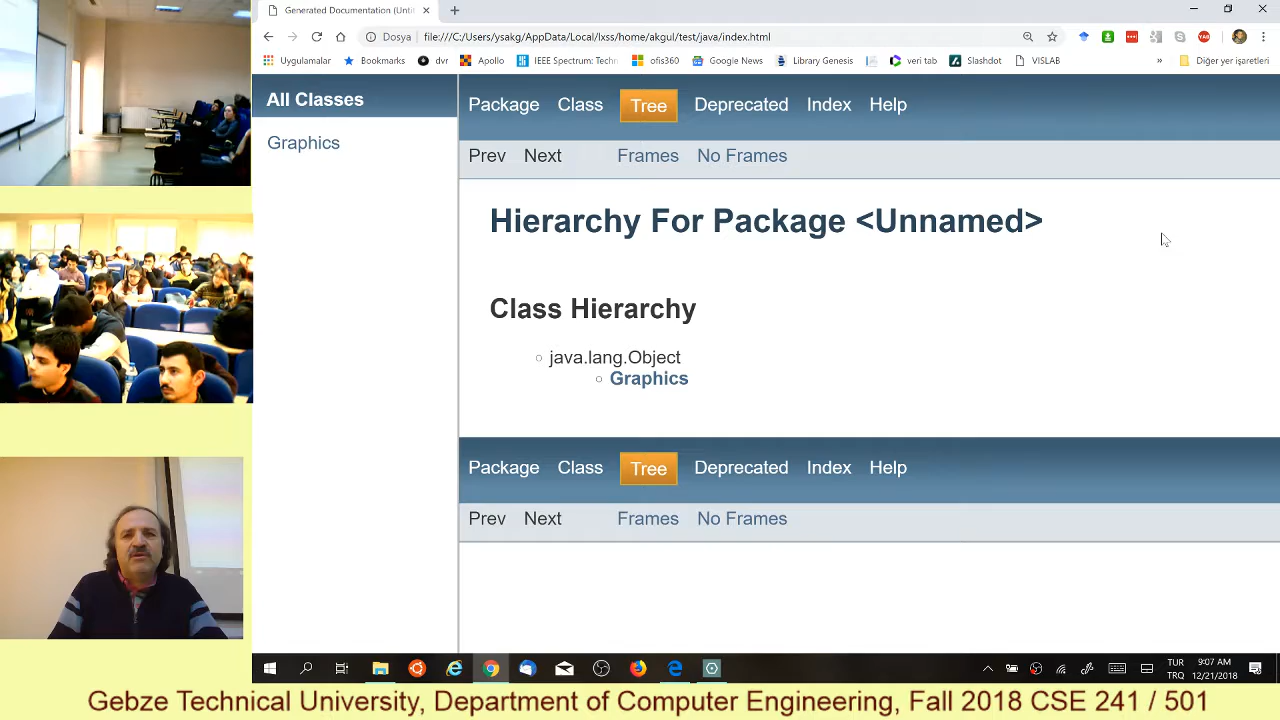 Generated Documentation (Unti
Dosya file:///C:/Users/ysakg/AppData/Local/lxss/home/akgul/test/java/index.html
Uygulamalar Bookmarks dvr Apollo IEEE Spectrum: Techn ofis360 Google News Library Genesis veri tab Slashdot VISLAB » Diğer yer işaretleri
All Classes
Graphics
Package Class Tree Deprecated Index Help
Prev Next Frames No Frames
Hierarchy For Package <Unnamed>
Class Hierarchy
java.lang.Object
Graphics
Package Class Tree Deprecated Index Help
Prev Next Frames No Frames
TUR 9:07 AM
TRQ 12/21/2018
Gebze Technical University, Department of Computer Engineering, Fall 2018 CSE 241 / 501